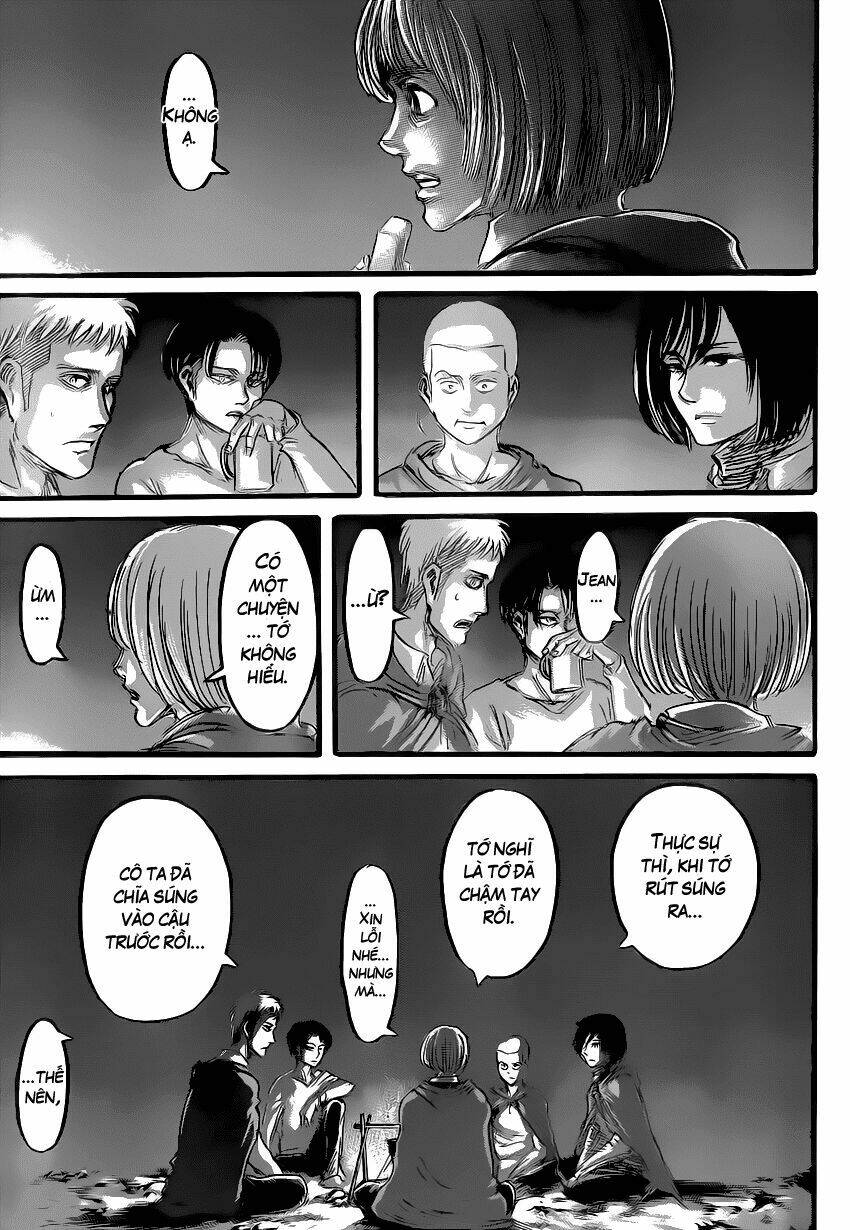 ...
KHÔNG
Ạ.
JEAN
...
...Ừ?
CÓ
MỘT
CHUYỆN
... TỚ
KHÔNG
HIỂU.
ỪM
...
THỰC SỰ
THÌ, KHI TỚ
RÚT SÚNG
RA...
TỚ NGHĨ
LÀ TỚ ĐÃ
CHẬM TAY
RỒI.
...
XIN
LỖI
NHÉ...
NHƯNG
MÀ...
CÔ TA ĐÃ
CHĨA SÚNG
VÀO CẬU
TRƯỚC RỒI...
...THẾ
NÊN,